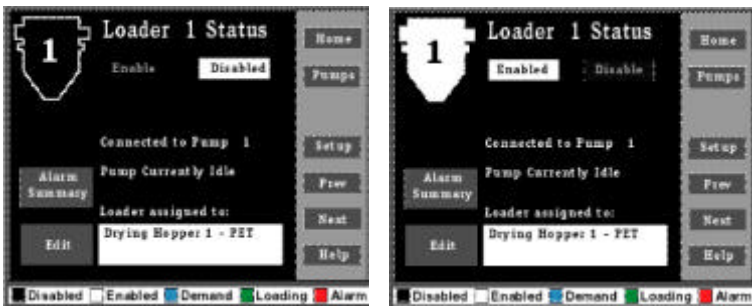 1
Loader 1 Status
Enable
Disabled
Connected to Pump 1
Pump Currently Idle
Alarm
Summary
Loader assigned to:
Drying Hopper 1 - PET
Edit
Home
Pumps
Setup
Prev
Next
Help
Disabled Enabled Demand Loading Alarm
1
Loader 1 Status
Enabled
Disable
Connected to Pump 1
Pump Currently Idle
Alarm
Summary
Loader assigned to:
Drying Hopper 1 - PET
Edit
Home
Pumps
Setup
Prev
Next
Help
Disabled Enabled Demand Loading Alarm